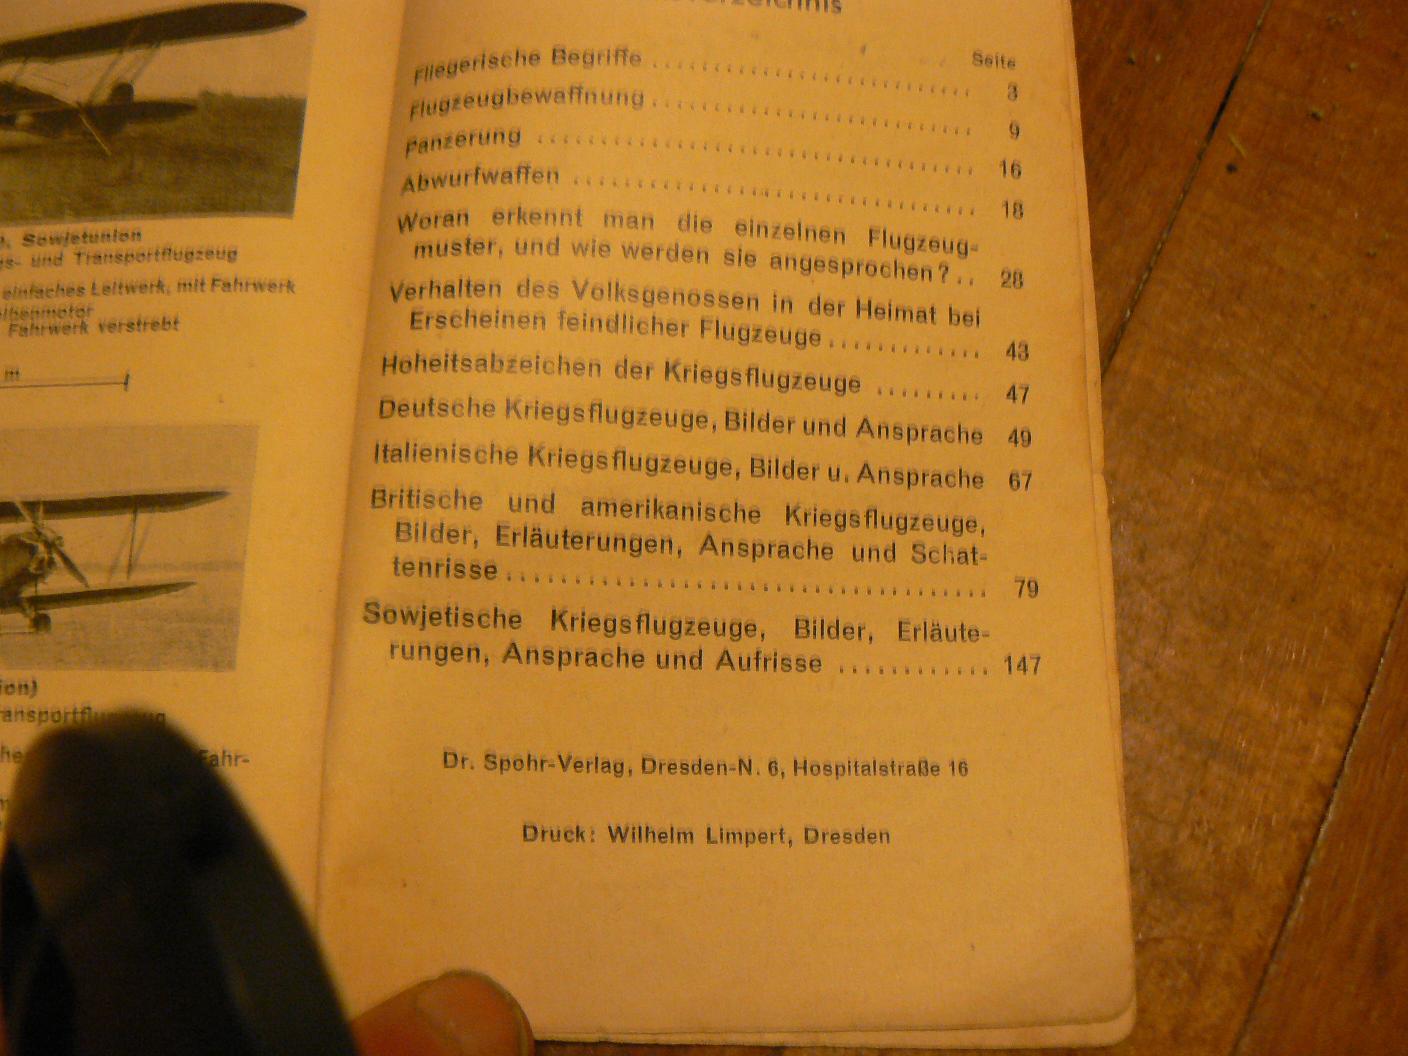 Sowjetunion
und Transportflugzeug
einfaches Leitwerk, mit Fahrwerk
Fahrwerk verstrebt
m
Fahr-
Seite
Fliegerische Begriffe .......................... 3
Flugzeugbewaffnung .......................... 9
Panzerung .......................... 16
Abwurfwaffen .......................... 18
Woran erkennt man die einzelnen Flugzeug-
muster, und wie werden sie angesprochen? .. 28
Verhalten des Volksgenossen in der Heimat bei
Erscheinen feindlicher Flugzeuge ............ 43
Hoheitsabzeichen der Kriegsflugzeuge ......... 47
Deutsche Kriegsflugzeuge, Bilder und Ansprache 49
Italienische Kriegsflugzeuge, Bilder u. Ansprache 67
Britische und amerikanische Kriegsflugzeuge,
Bilder, Erläuterungen, Ansprache und Schat-
tenrisse .................................... 79
Sowjetische Kriegsflugzeuge, Bilder, Erläute-
rungen, Ansprache und Aufrisse ............ 147
Dr. Spohr-Verlag, Dresden-N. 6, Hospitalstraße 16
Druck: Wilhelm Limpert, Dresden